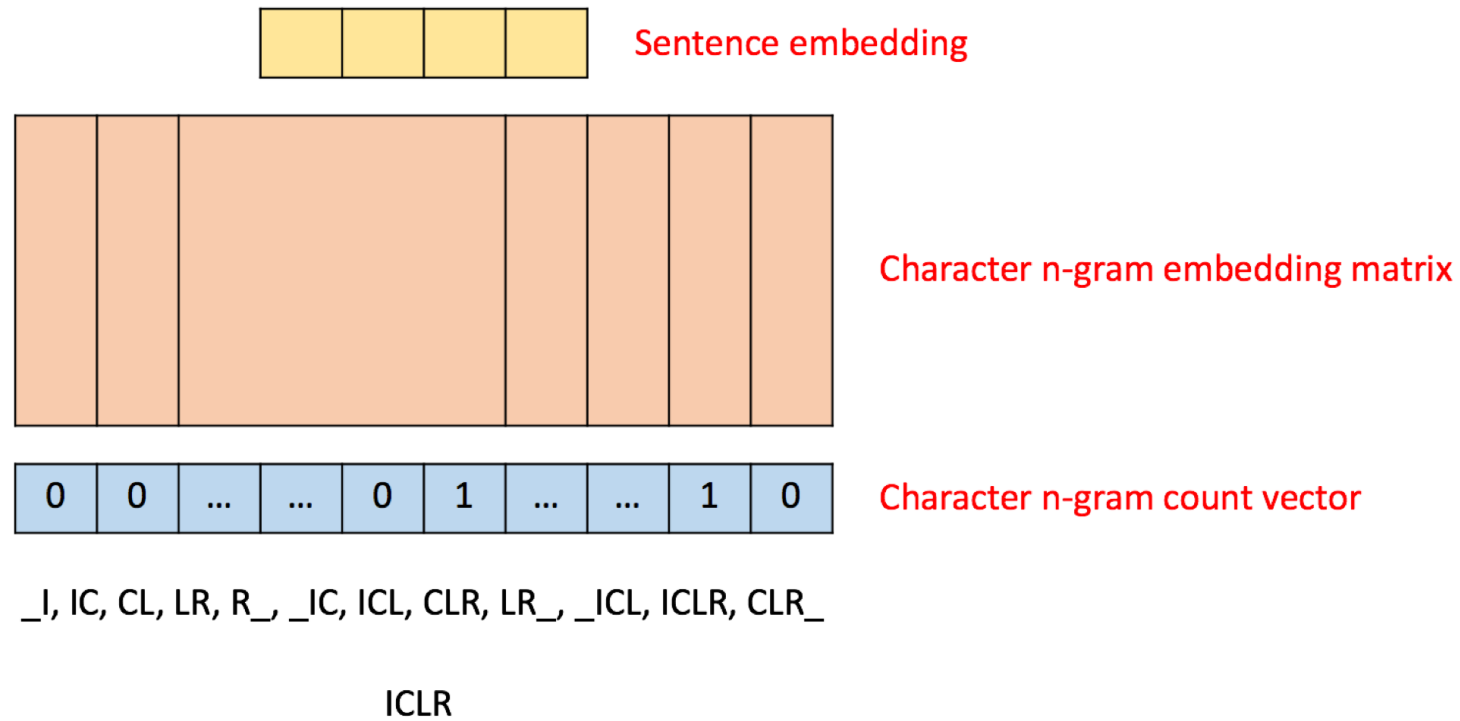 Sentence embedding
Character n-gram embedding matrix
0 0 ... ... 0 1 ... ... 1 0 Character n-gram count vector
_I, IC, CL, LR, R_, _IC, ICL, CLR, LR_, _ICL, ICLR, CLR_
ICLR